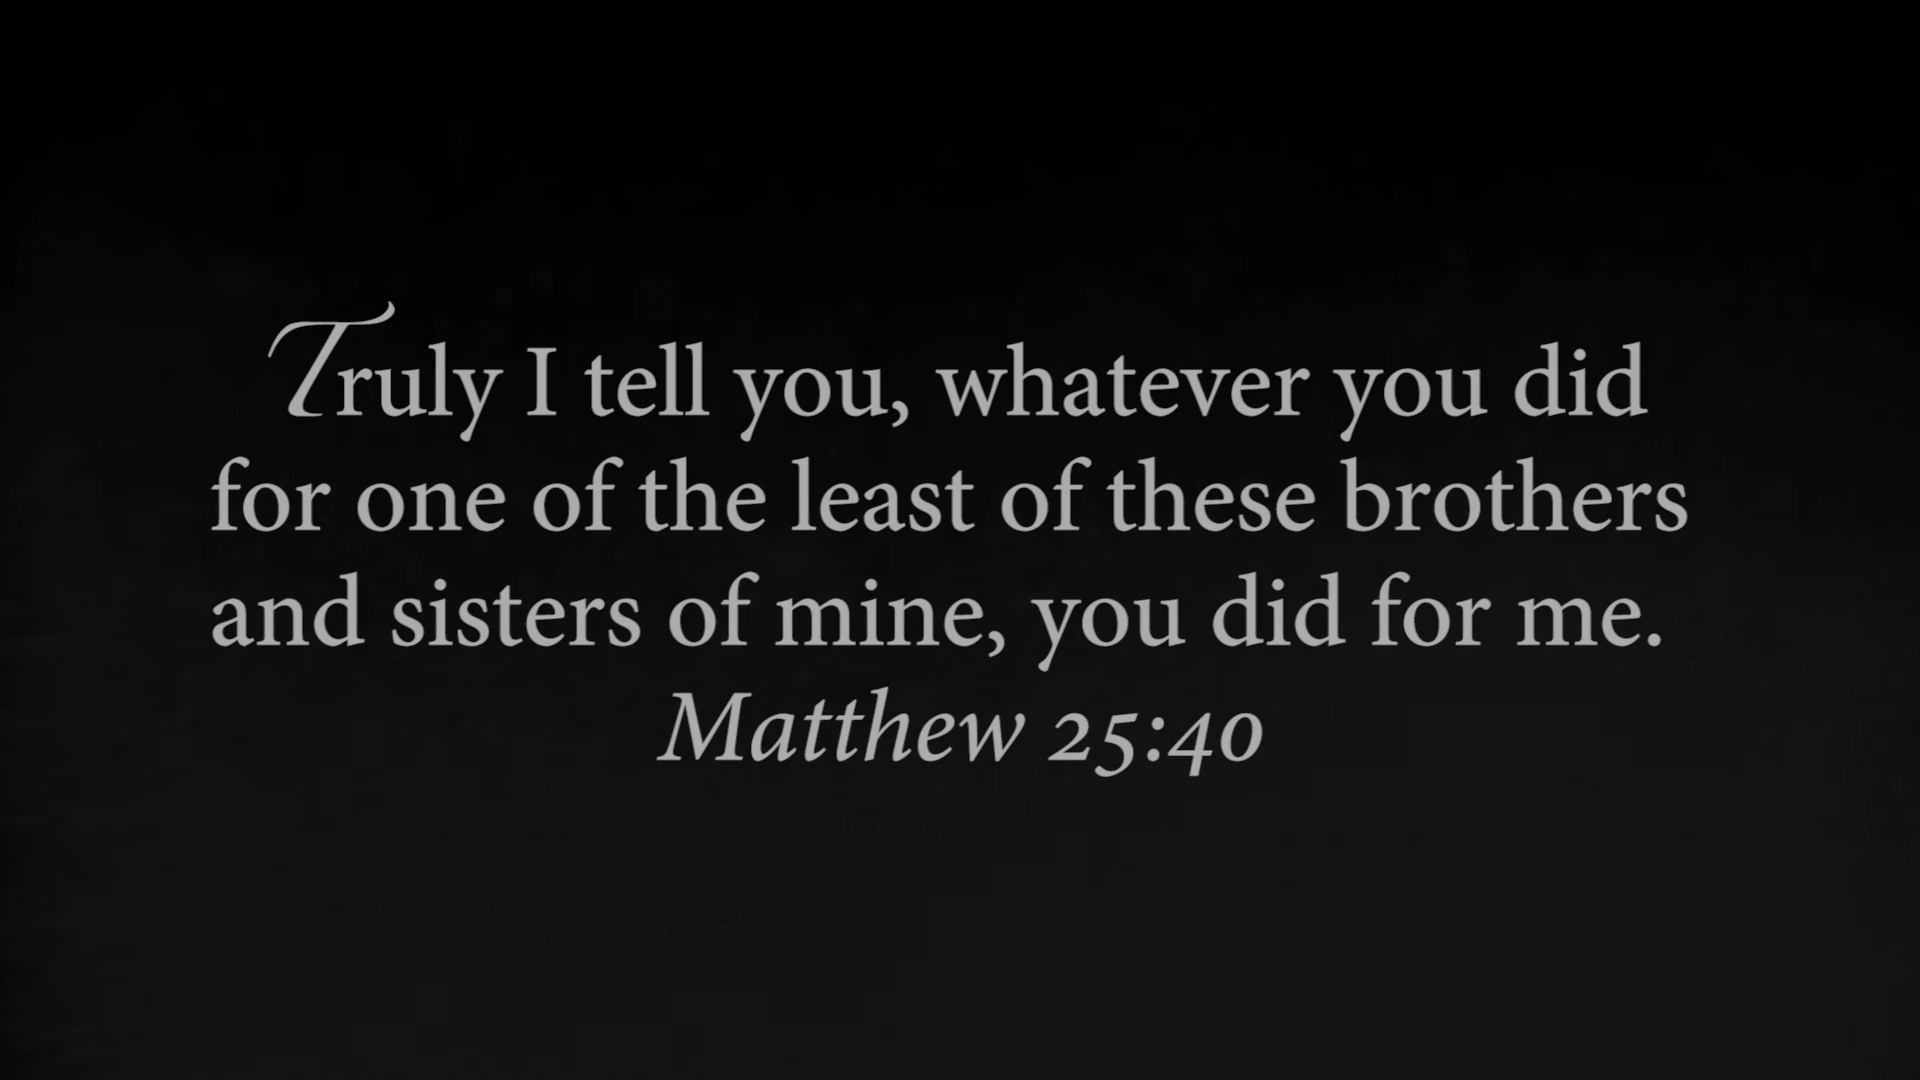 Truly I tell you, whatever you did
for one of the least of these brothers
and sisters of mine, you did for me.
Matthew 25:40